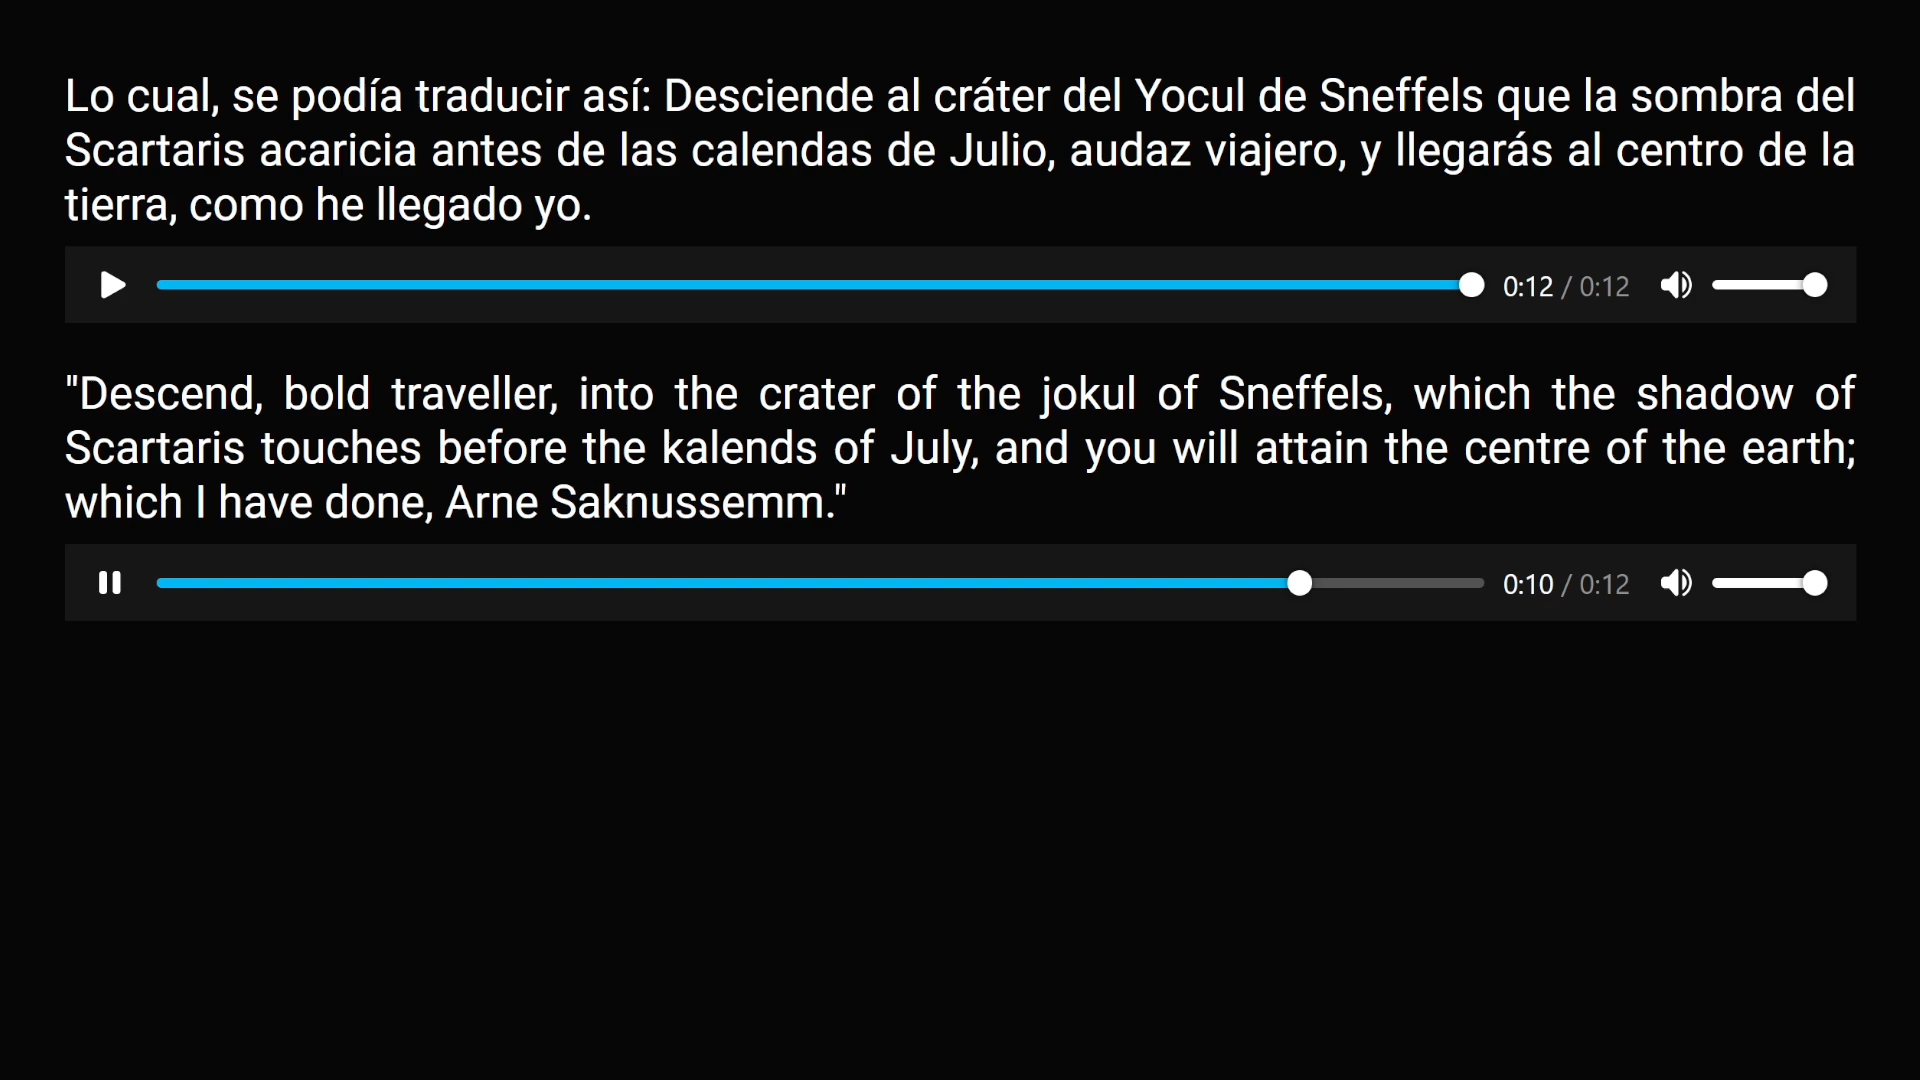 Lo cual, se podía traducir así: Desciende al cráter del Yocul de Sneffels que la sombra del
Scartaris acaricia antes de las calendas de Julio, audaz viajero, y llegarás al centro de la
tierra, como he llegado yo.
0:12 / 0:12
"Descend, bold traveller, into the crater of the jokul of Sneffels, which the shadow of
Scartaris touches before the kalends of July, and you will attain the centre of the earth;
which I have done, Arne Saknussemm."
0:10 / 0:12